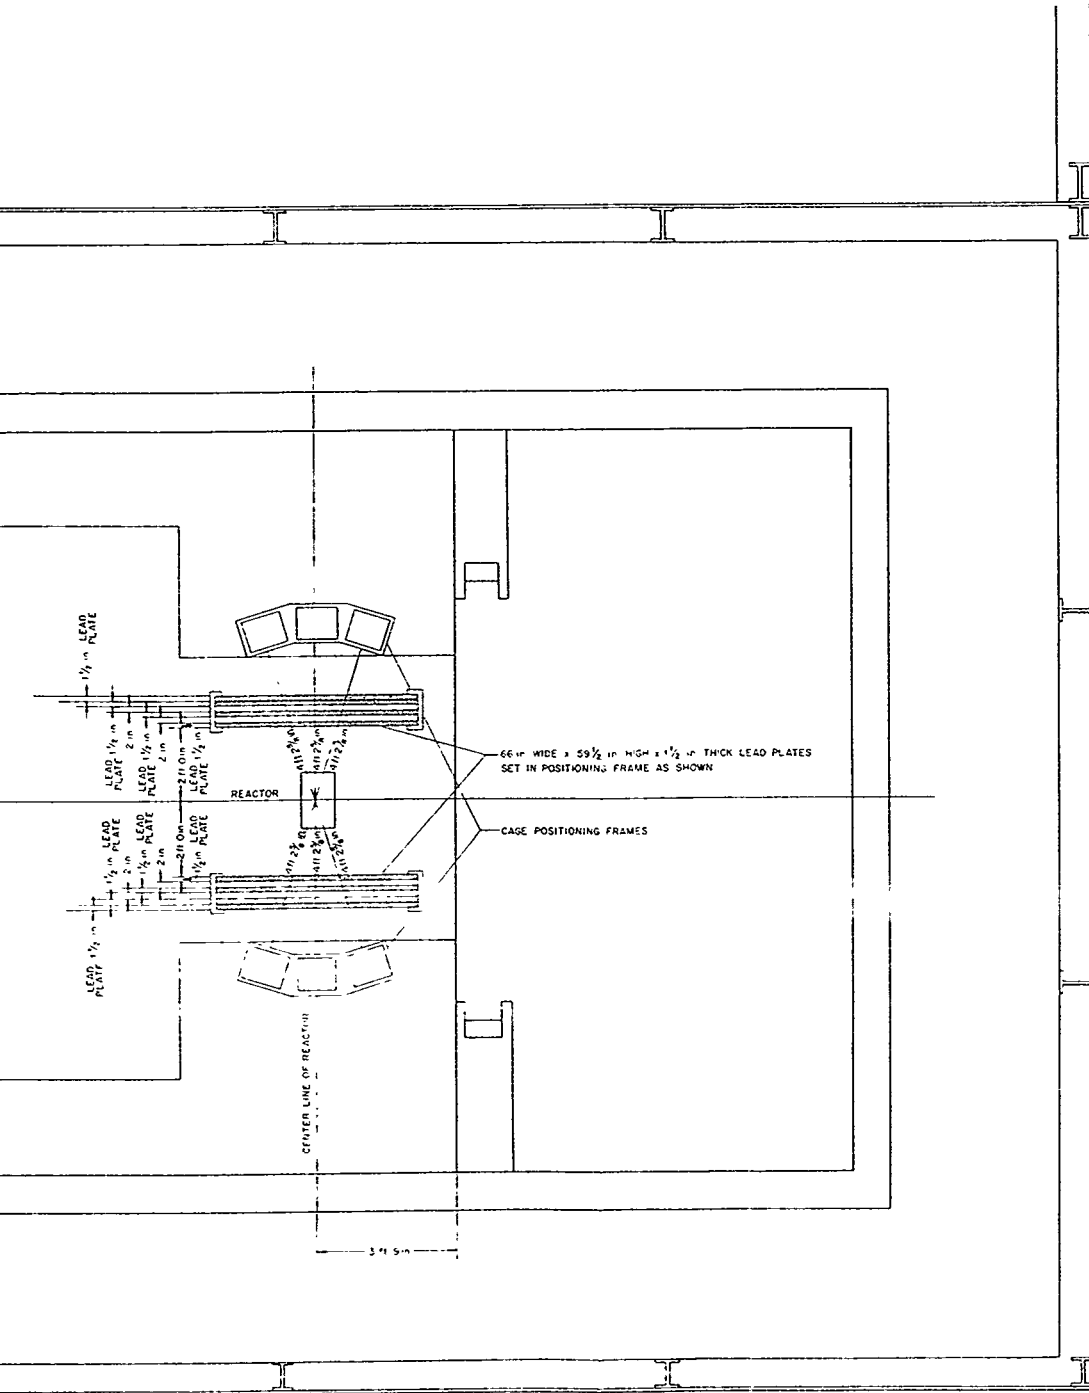 1½ in LEAD
PLATE
LEAD 1½ in
PLATE
2 in
LEAD 1½ in
PLATE
2 in
2 ft 0 in
LEAD 1½ in
PLATE
66 in WIDE x 59½ in HIGH x 1½ in THICK LEAD PLATES
SET IN POSITIONING FRAME AS SHOWN
REACTOR
CAGE POSITIONING FRAMES
1½ in LEAD
PLATE
2 in
1½ in LEAD
PLATE
2 in
2 ft 0 in
1½ in LEAD
PLATE
LEAD 1½ in
PLATE
CENTER LINE OF REACTOR
3 ft 9 in